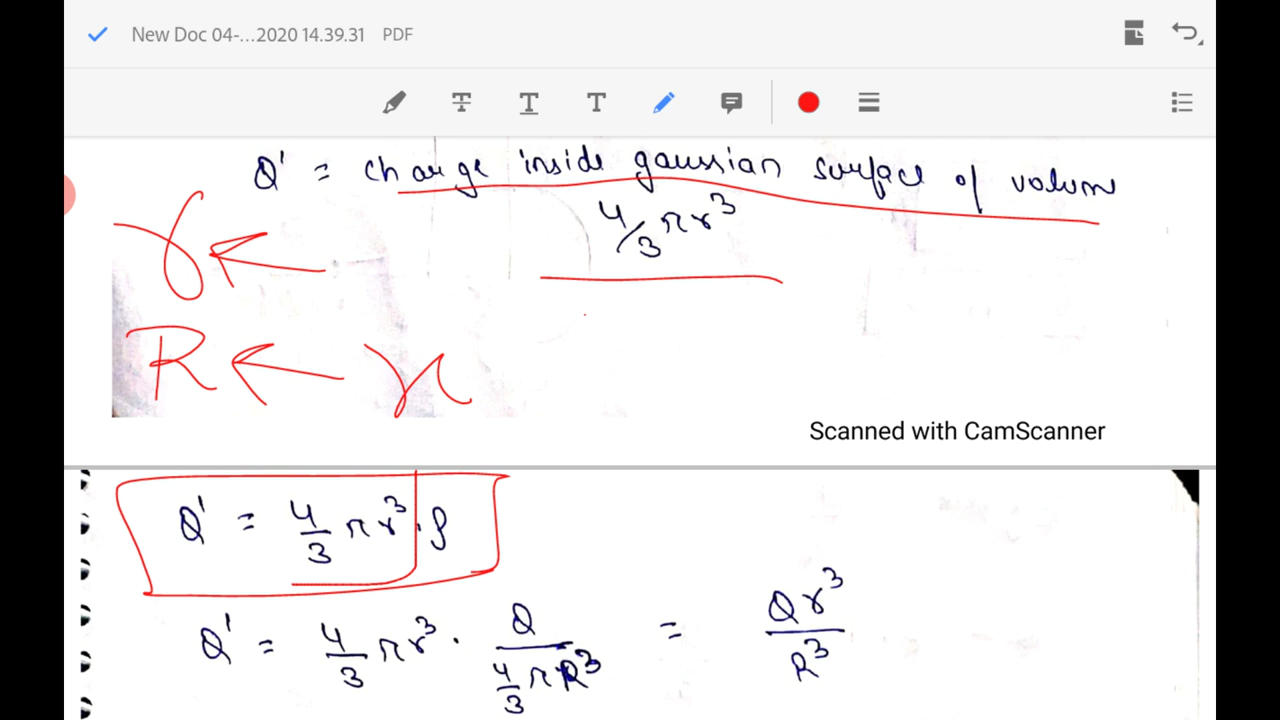 New Doc 04-...2020 14.39.31 PDF
T T T
Q' = charge inside gaussian surface of volume
4/3 πr³
r ←
R ← r
Scanned with CamScanner
Q' = 4/3 πr³ · ρ
Q' = 4/3 πr³ · Q / (4/3 πR³) = Qr³/R³